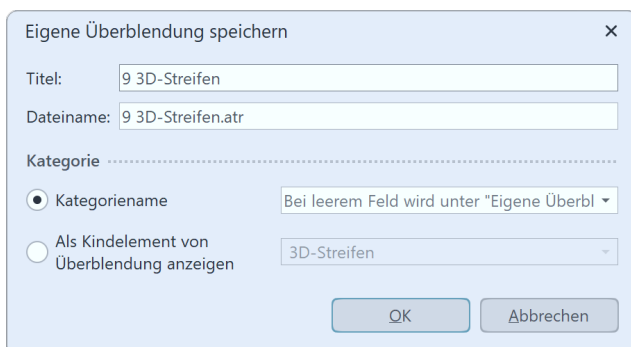 Eigene Überblendung speichern
Titel: 9 3D-Streifen
Dateiname: 9 3D-Streifen.atr
Kategorie
Kategoriename Bei leerem Feld wird unter "Eigene Überbl
Als Kindelement von
Überblendung anzeigen
3D-Streifen
OK Abbrechen